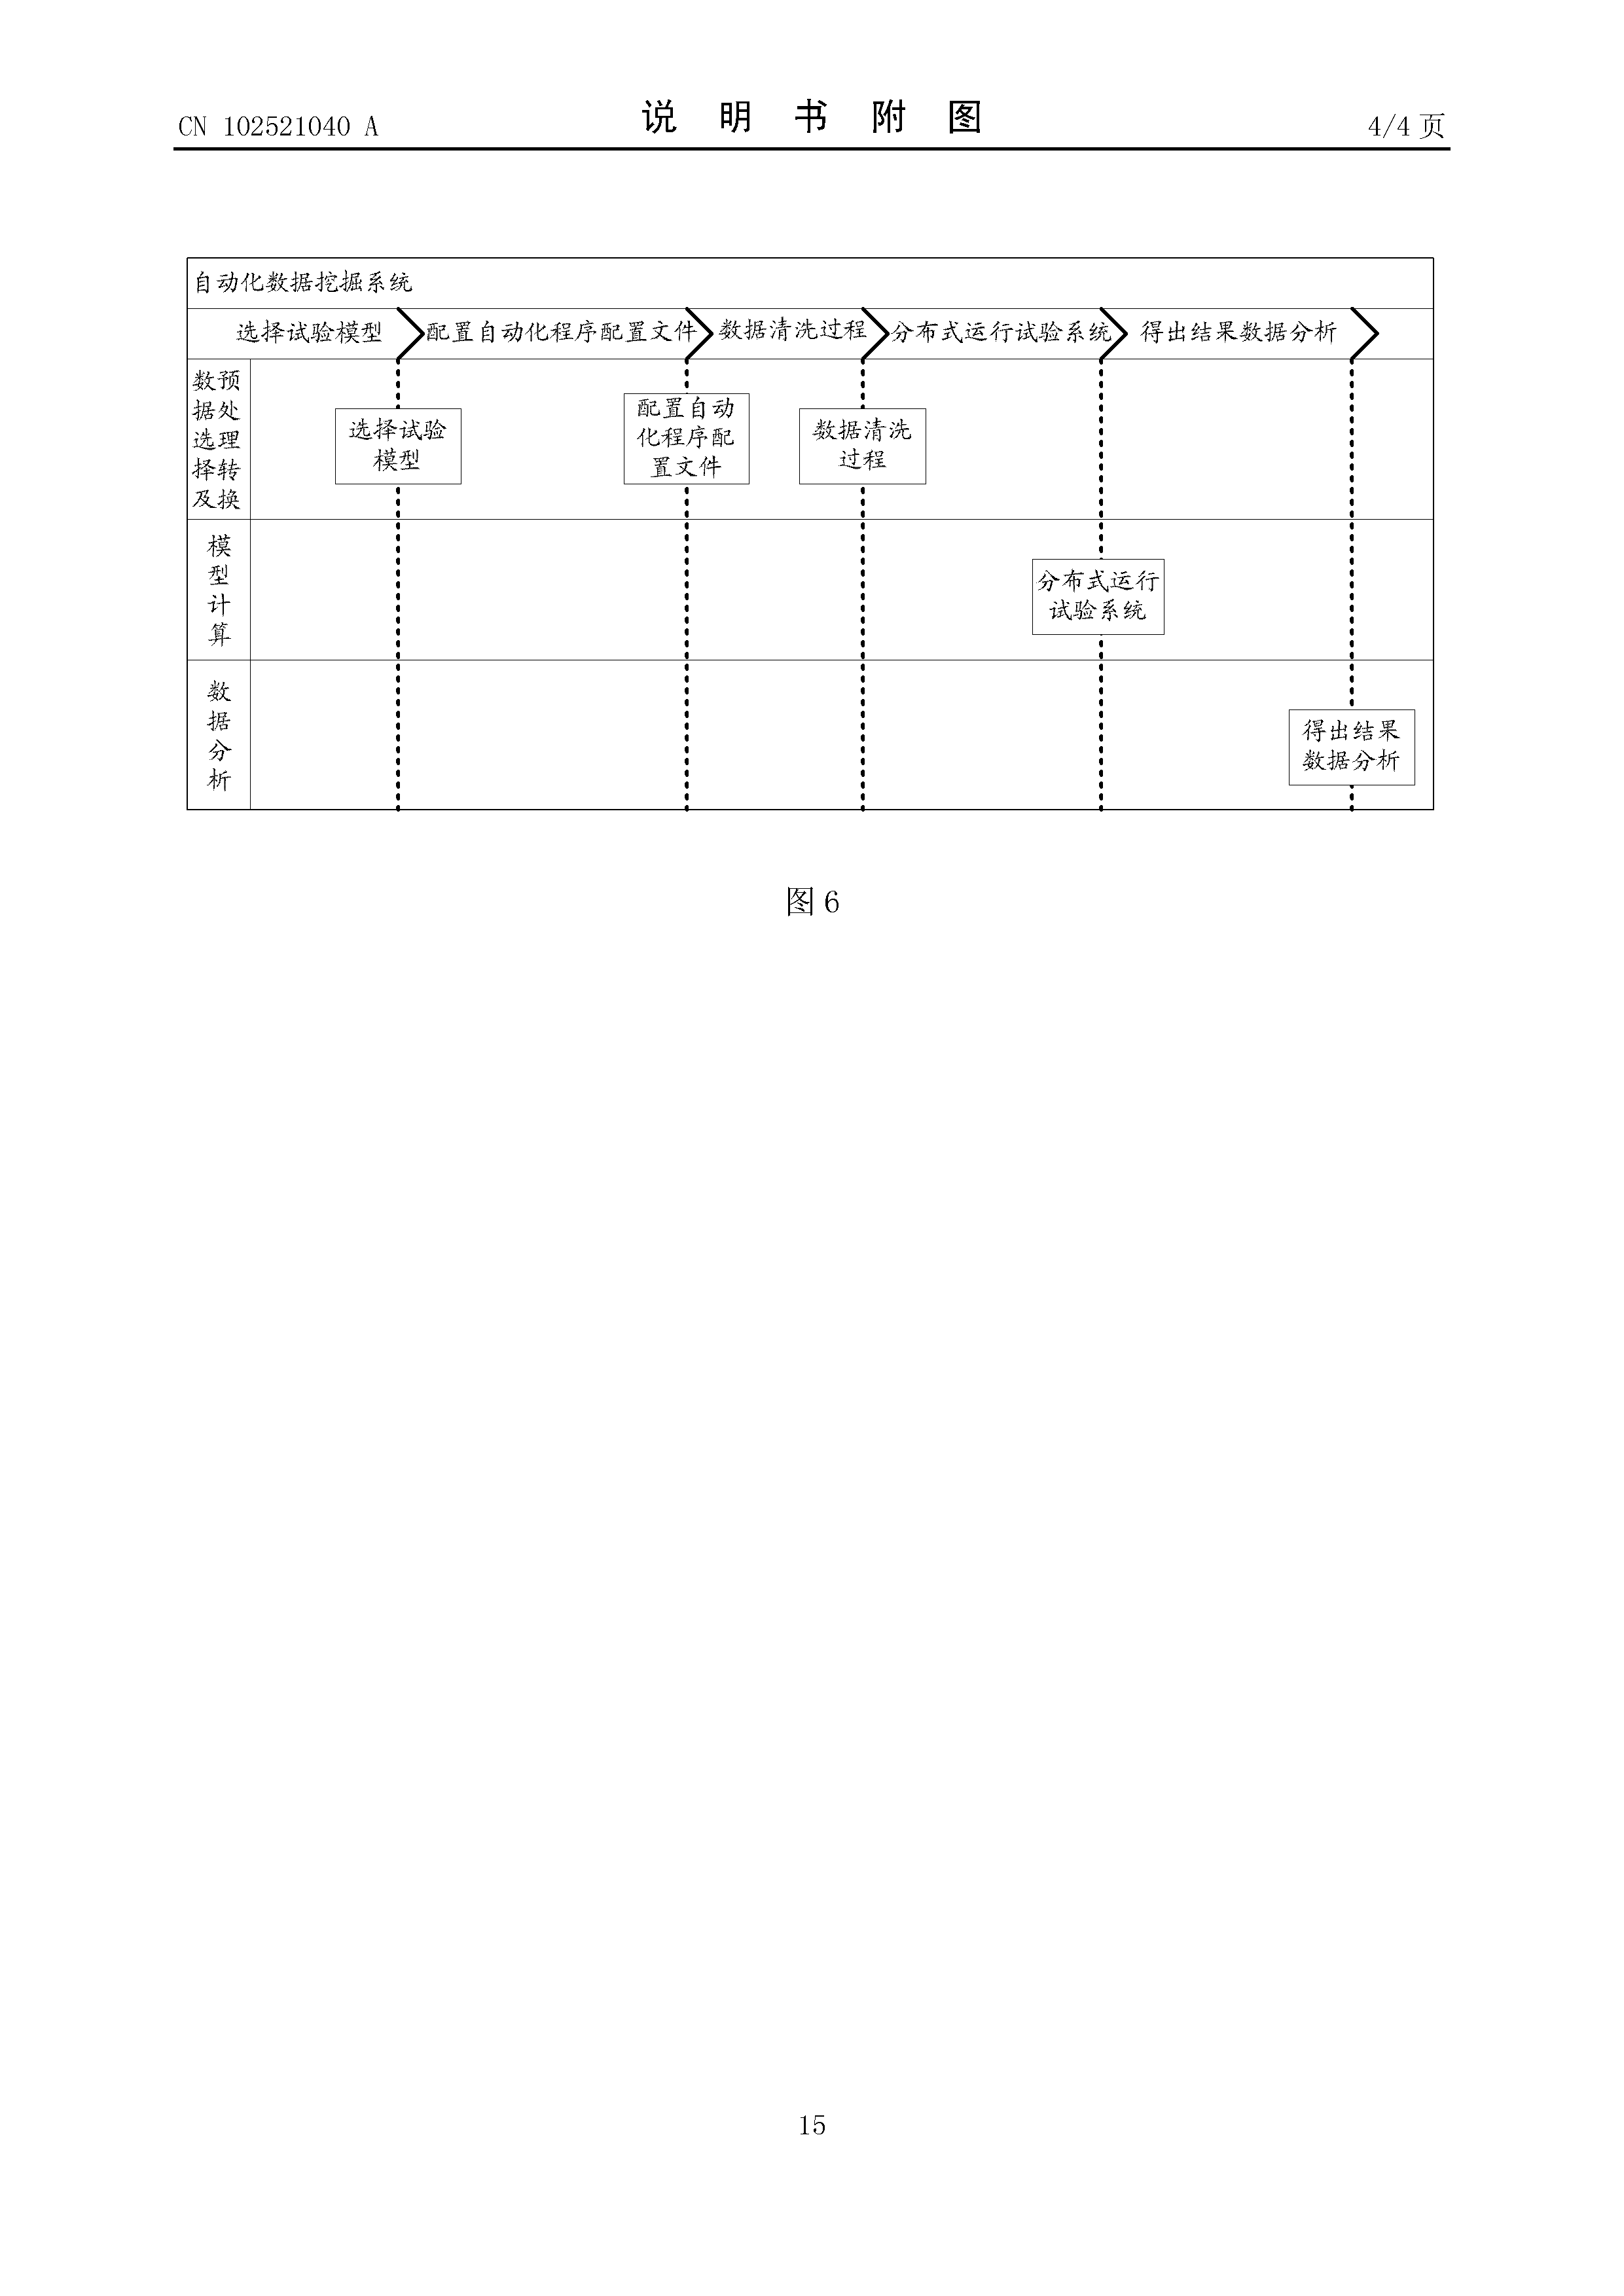 CN 102521040 A
说 明 书 附 图
4/4 页
自动化数据挖掘系统
选择试验模型
配置自动化程序配置文件
数据清洗过程
分布式运行试验系统
得出结果数据分析
数预
据处
选理
择转
及换
选择试验
模型
配置自动
化程序配
置文件
数据清洗
过程
模
型
计
算
分布式运行
试验系统
数
据
分
析
得出结果
数据分析
图 6
15